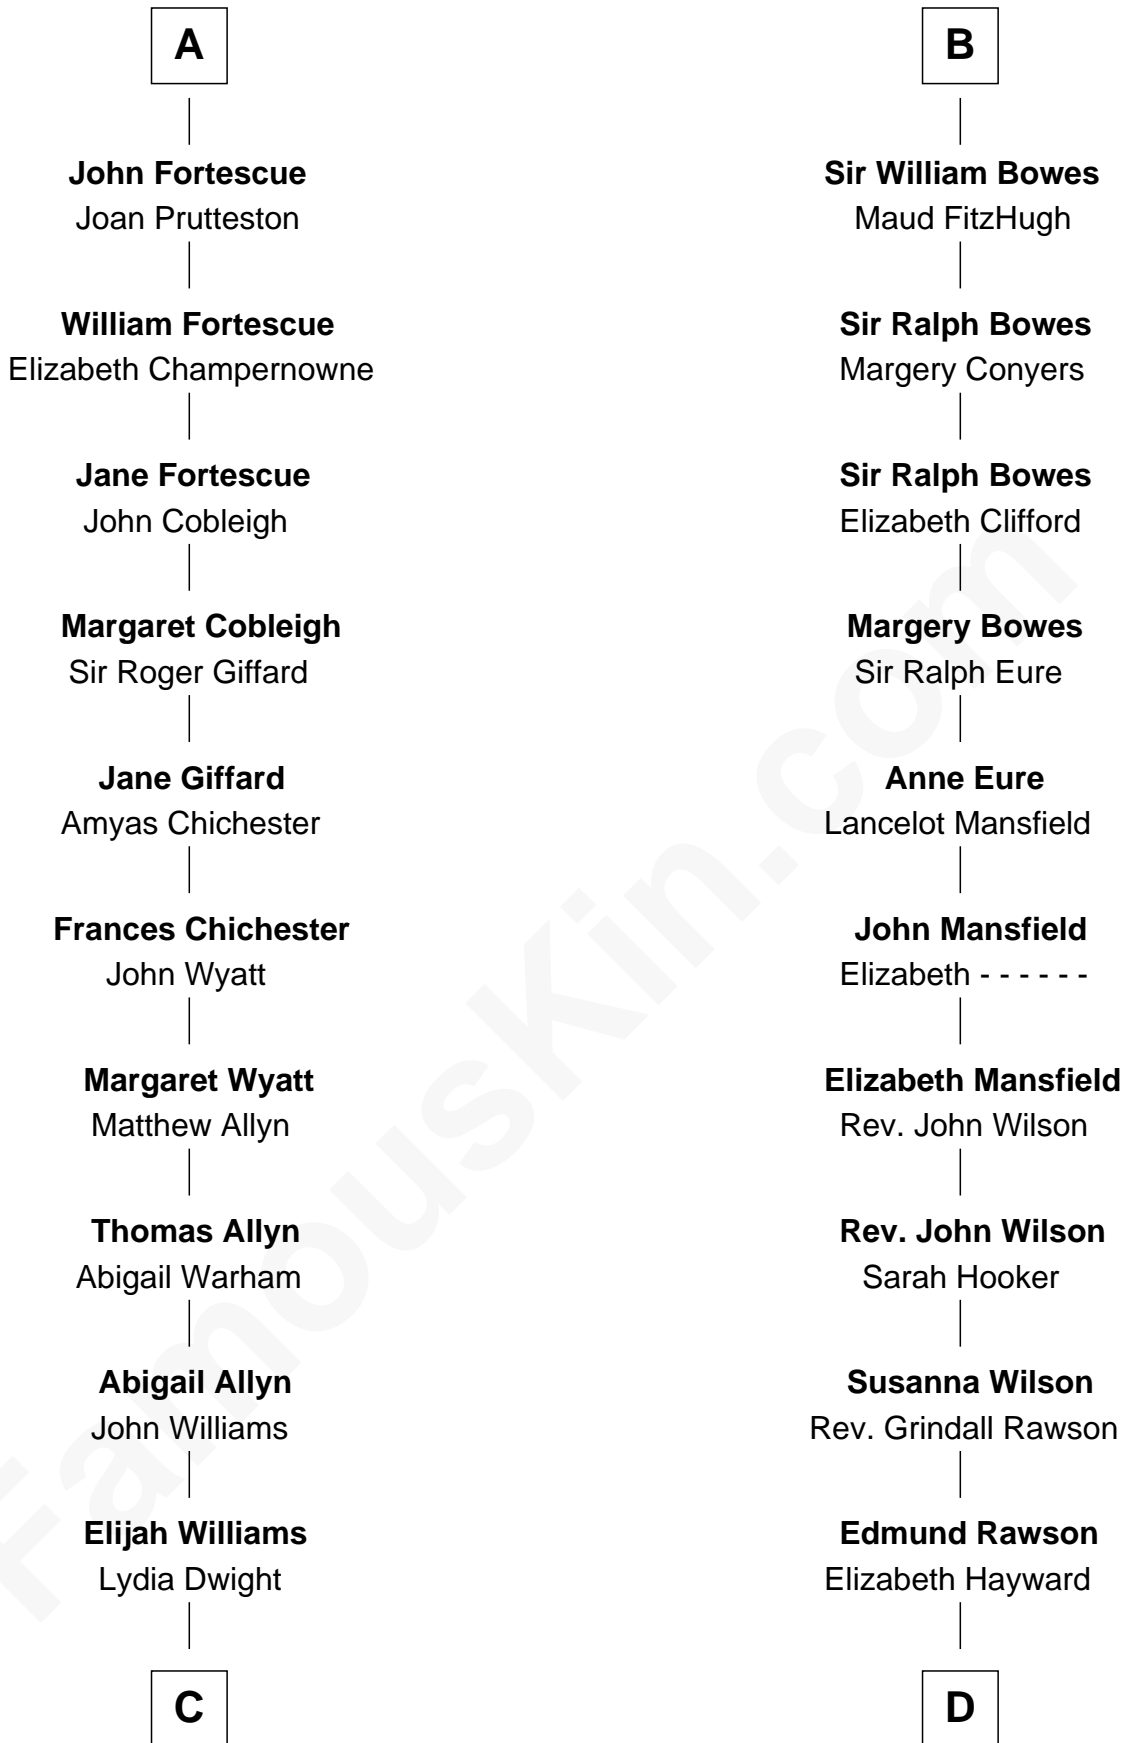 A
John Fortescue
Joan Prutteston
William Fortescue
Elizabeth Champernowne
Jane Fortescue
John Cobleigh
Margaret Cobleigh
Sir Roger Giffard
Jane Giffard
Amyas Chichester
Frances Chichester
John Wyatt
Margaret Wyatt
Matthew Allyn
Thomas Allyn
Abigail Warham
Abigail Allyn
John Williams
Elijah Williams
Lydia Dwight
C
B
Sir William Bowes
Maud FitzHugh
Sir Ralph Bowes
Margery Conyers
Sir Ralph Bowes
Elizabeth Clifford
Margery Bowes
Sir Ralph Eure
Anne Eure
Lancelot Mansfield
John Mansfield
Elizabeth - - - - - -
Elizabeth Mansfield
Rev. John Wilson
Rev. John Wilson
Sarah Hooker
Susanna Wilson
Rev. Grindall Rawson
Edmund Rawson
Elizabeth Hayward
D
FamousKin.com